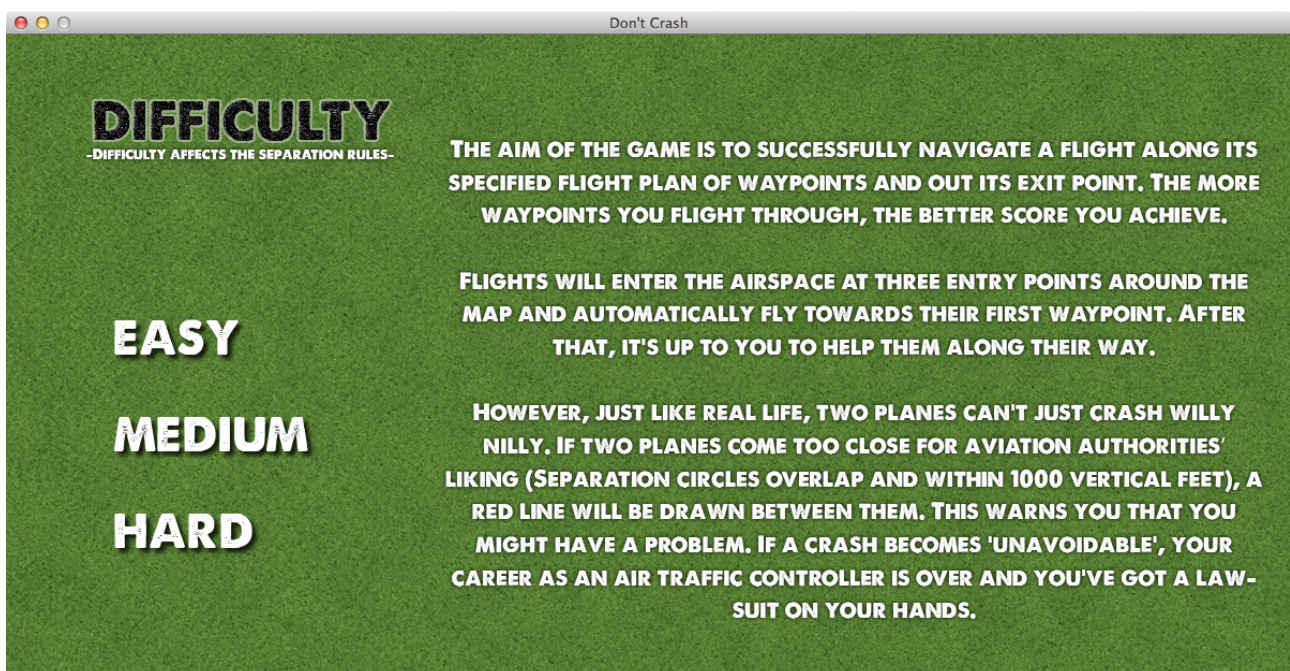 Don't Crash
DIFFICULTY
-Difficulty affects the separation rules-
EASY
MEDIUM
HARD
The aim of the game is to successfully navigate a flight along its
specified flight plan of waypoints and out its exit point. The more
waypoints you flight through, the better score you achieve.
Flights will enter the airspace at three entry points around the
map and automatically fly towards their first waypoint. After
that, it's up to you to help them along their way.
However, just like real life, two planes can't just crash willy
nilly. If two planes come too close for aviation authorities'
liking (Separation circles overlap and within 1000 vertical feet), a
red line will be drawn between them. This warns you that you
might have a problem. If a crash becomes 'unavoidable', your
career as an air traffic controller is over and you've got a law-
suit on your hands.